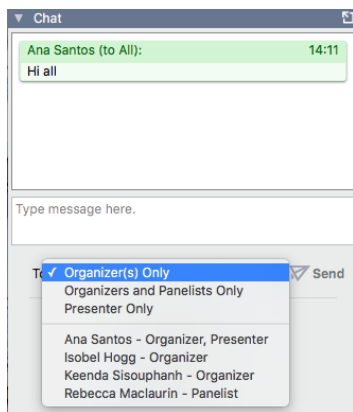 Chat
Ana Santos (to All): 14:11
Hi all
Type message here.
✓ Organizer(s) Only
Send
Organizers and Panelists Only
Presenter Only
Ana Santos - Organizer, Presenter
Isobel Hogg - Organizer
Keenda Sisouphanh - Organizer
Rebecca Maclaurin - Panelist